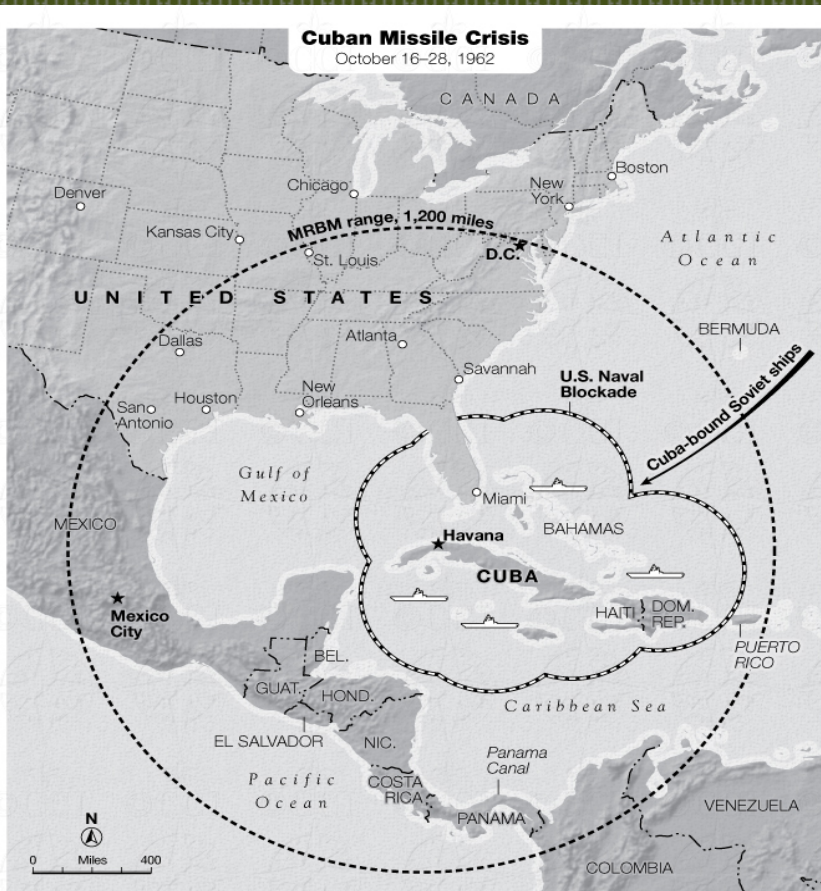 Cuban Missile Crisis
October 16–28, 1962
CANADA
Boston
New
York
Chicago
Denver
Kansas City
MRBM range, 1,200 miles
St. Louis
D.C.
Atlantic
Ocean
UNITED STATES
BERMUDA
Dallas
Atlanta
Savannah
Cuba-bound Soviet ships
U.S. Naval
Blockade
San
Antonio
Houston
New
Orleans
Gulf of
Mexico
Miami
MEXICO
Havana
BAHAMAS
CUBA
Mexico
City
HAITI
DOM.
REP.
PUERTO
RICO
BEL.
GUAT.
HOND.
Caribbean Sea
EL SALVADOR
NIC.
Panama
Canal
Pacific
Ocean
COSTA
RICA
PANAMA
VENEZUELA
COLOMBIA
N
0 Miles 400